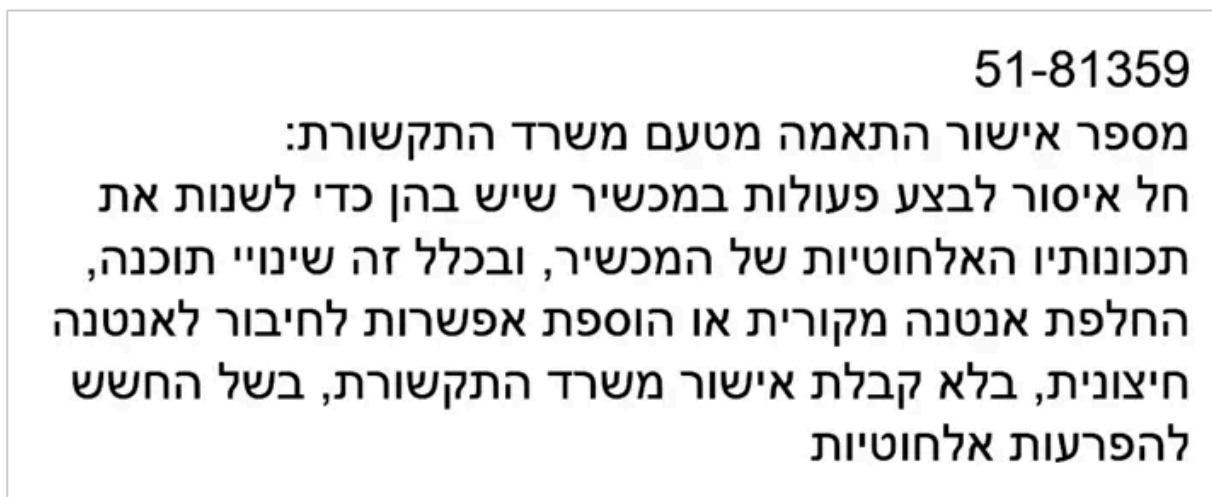 51-81359
מספר אישור התאמה מטעם משרד התקשורת:
חל איסור לבצע פעולות במכשיר שיש בהן כדי לשנות את
תכונותיו האלחוטיות של המכשיר, ובכלל זה שינויי תוכנה,
החלפת אנטנה מקורית או הוספת אפשרות לחיבור לאנטנה
חיצונית, בלא קבלת אישור משרד התקשורת, בשל החשש
להפרעות אלחוטיות